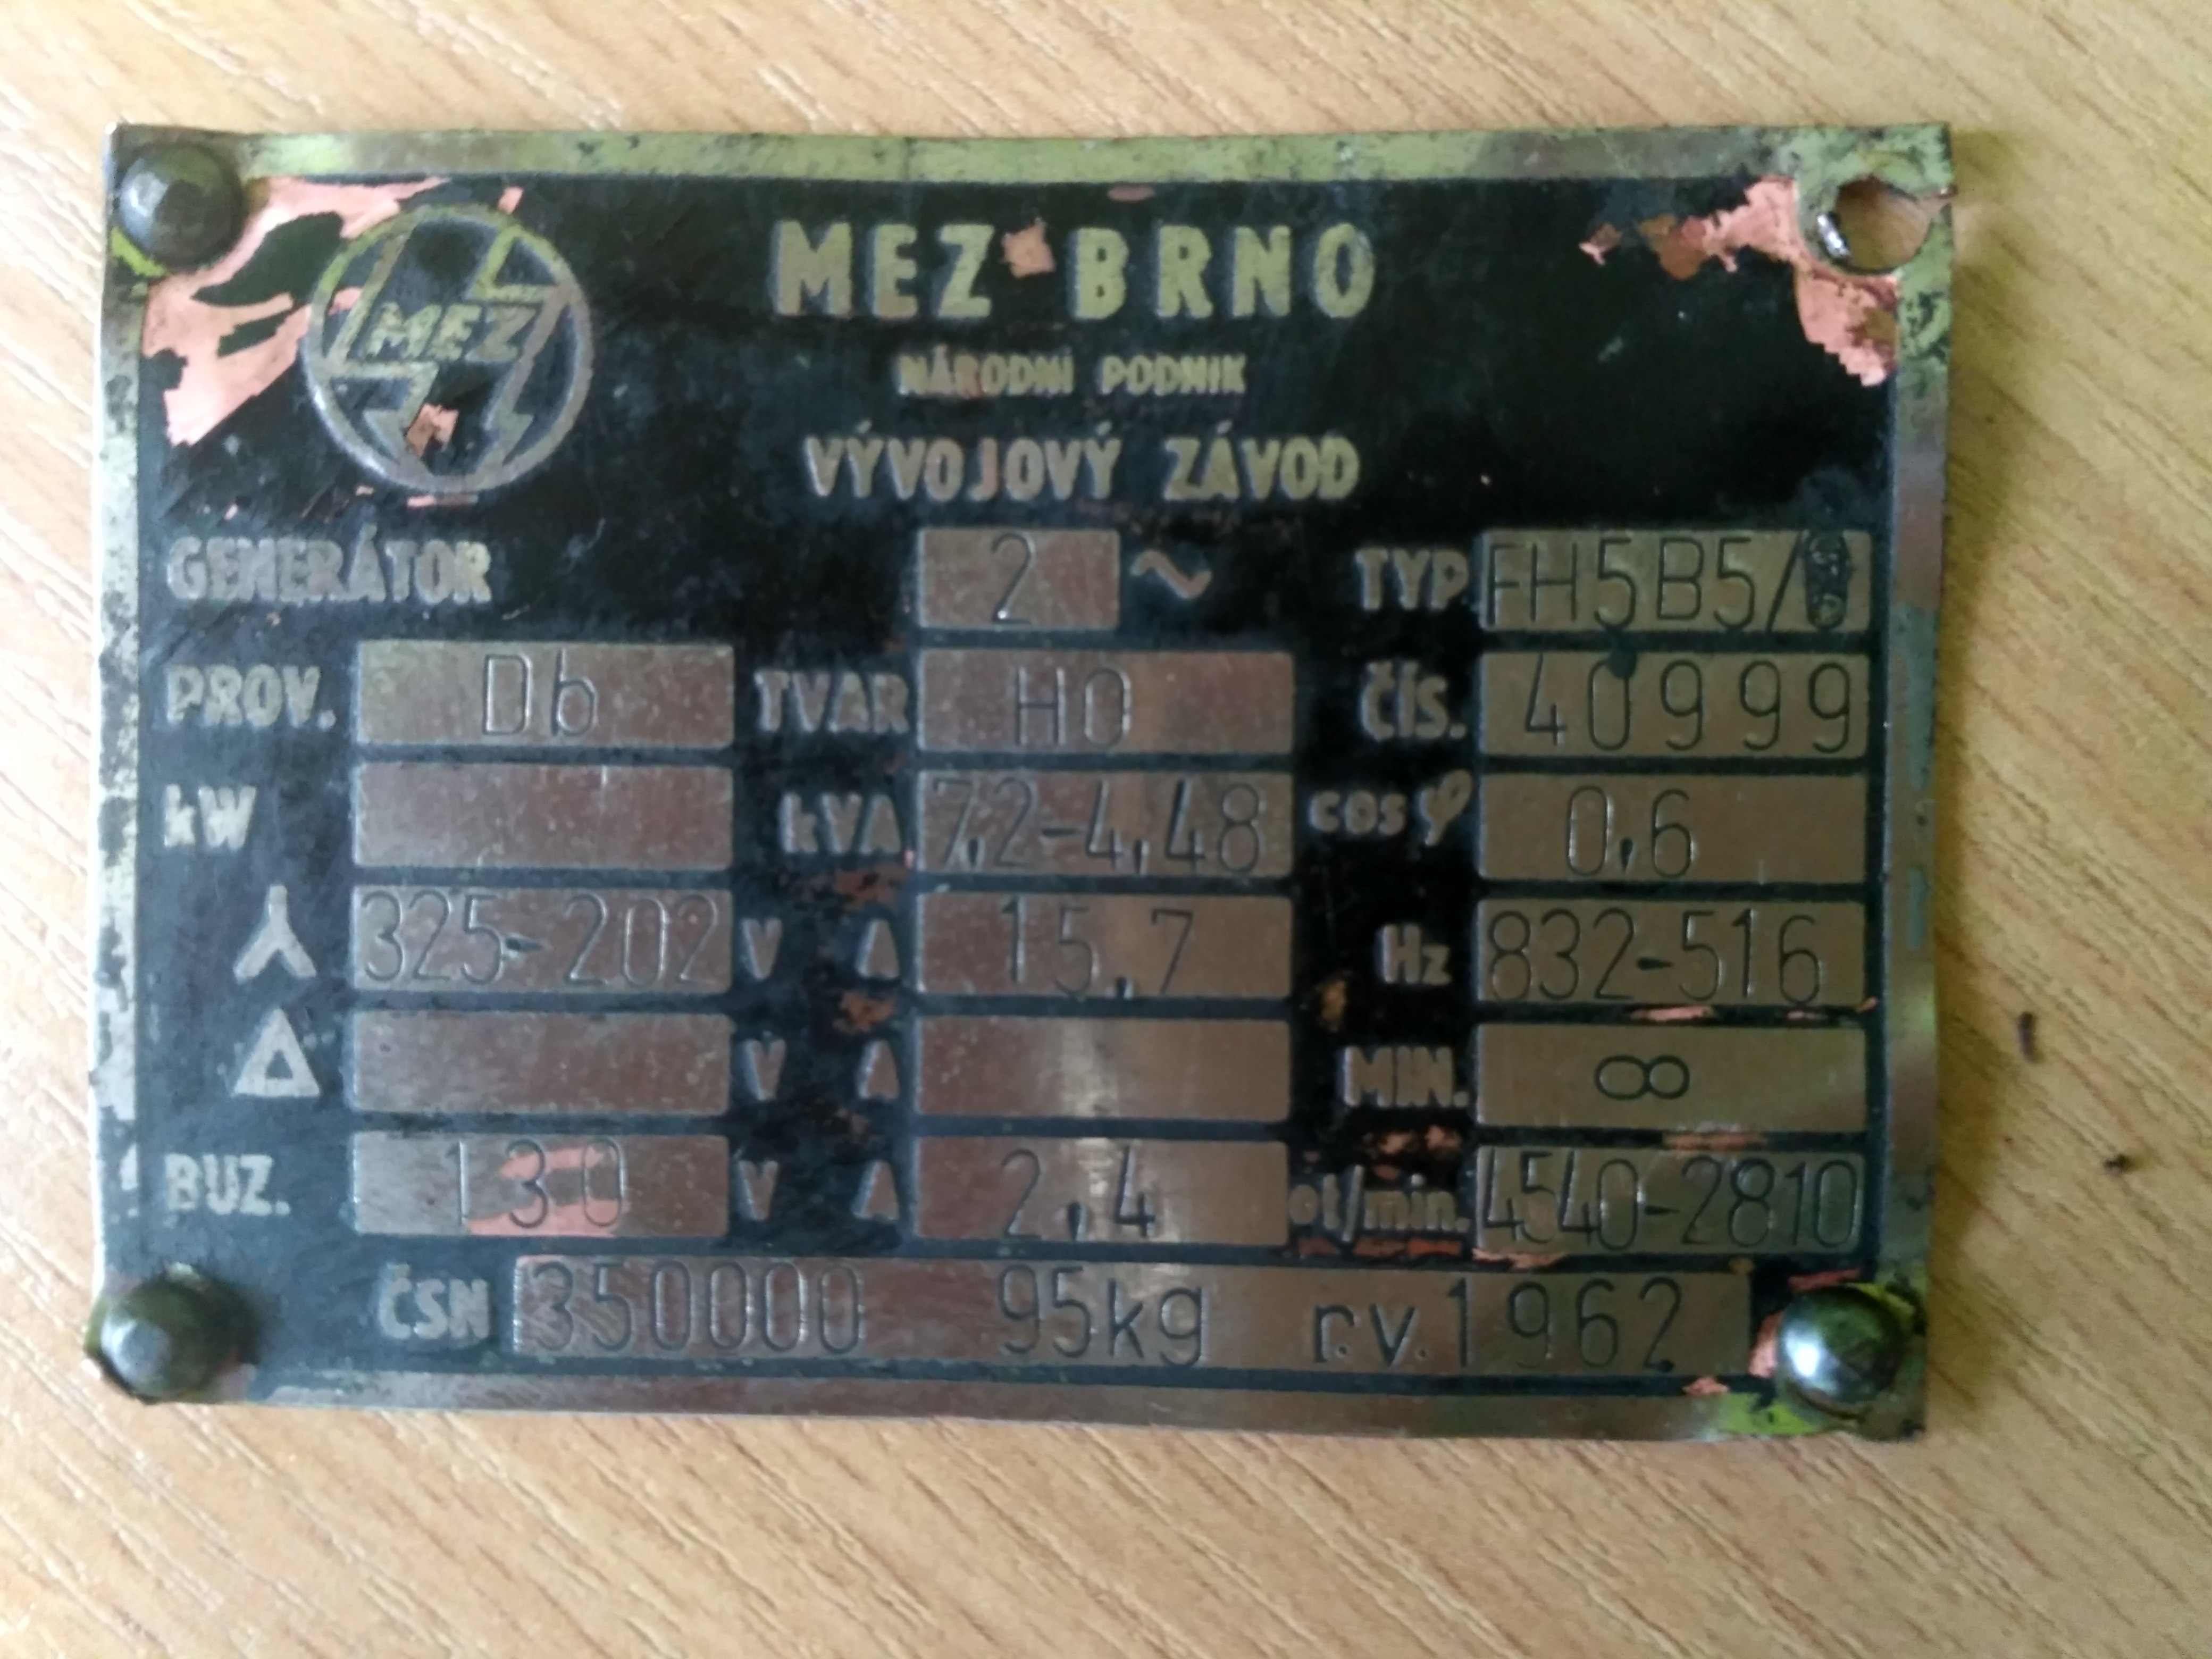 MEZ
MEZ BRNO
NÁRODNÍ PODNIK
VÝVOJOVÝ ZÁVOD
GENERÁTOR 2 ~ TYP FH5B5/
PROV. Db TVAR HO ČÍS. 40999
kW kVA 7,2-4,48 cos φ 0,6
325-202 V A 15,7 Hz 832-516
Δ V A MIN. ∞
BUZ. 130 V A 2,4 ot/min. 4540-2810
ČSN 350000 95kg r.v.1962